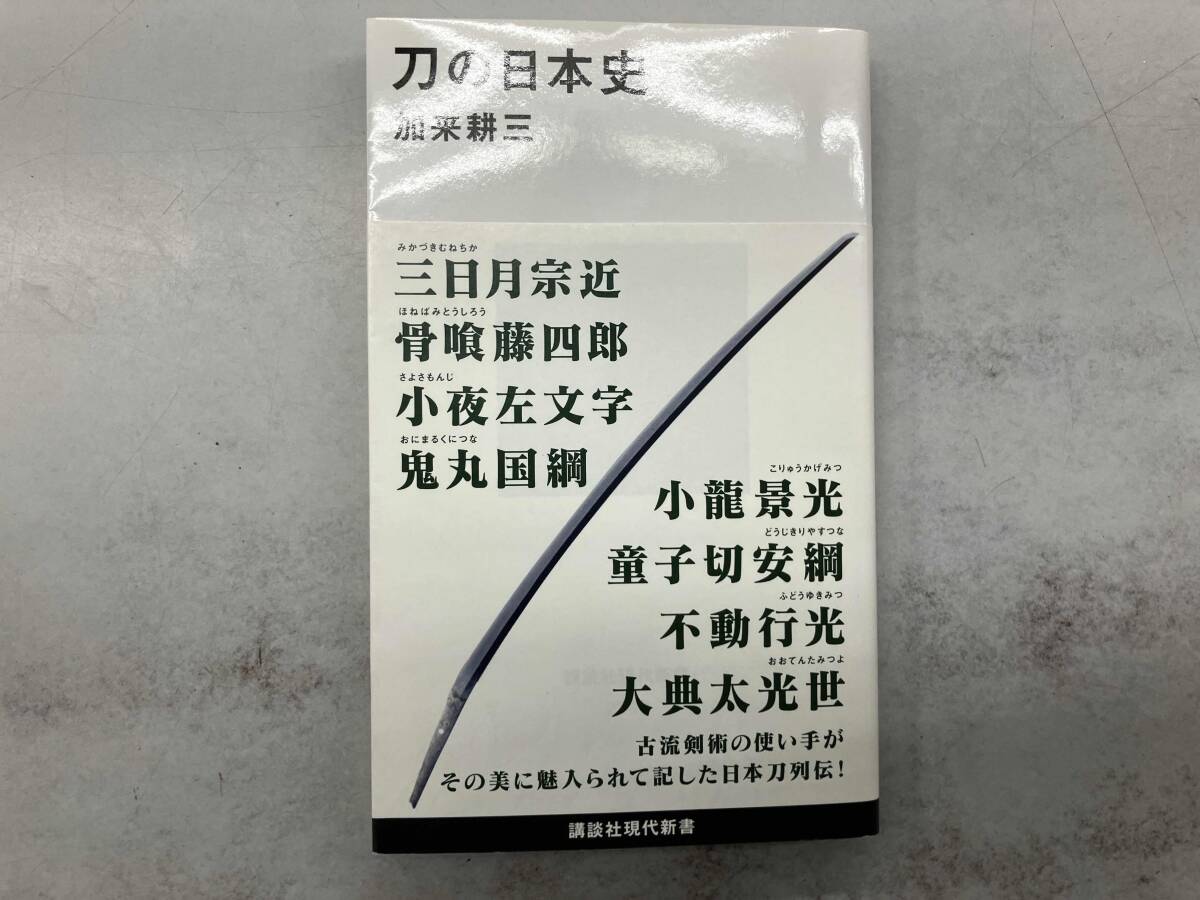 刀の日本史
加来耕三
みかづきむねちか
三日月宗近
ほねばみとうしろう
骨喰藤四郎
さよさもんじ
小夜左文字
おにまるくにつな
鬼丸国綱
こりゅうかげみつ
小龍景光
どうじきりやすつな
童子切安綱
ふどうゆきみつ
不動行光
おおてんたみつよ
大典太光世
古流剣術の使い手が
その美に魅入られて記した日本刀列伝!
講談社現代新書